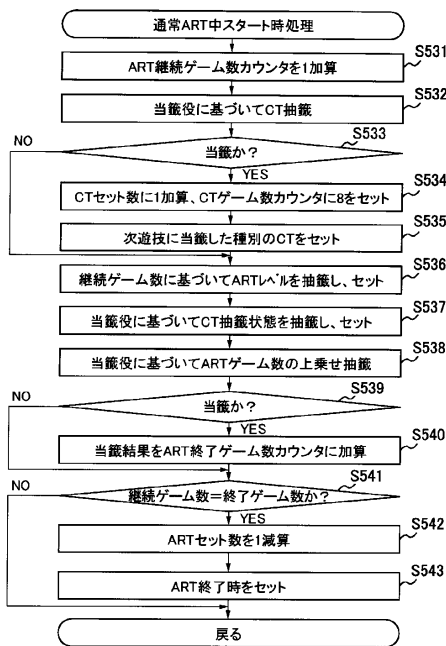 通常ART中スタート時処理
S531
ART継続ゲーム数カウンタを1加算
S532
当籤役に基づいてCT抽籤
S533
当籤か?
NO
YES
S534
CTセット数に1加算、CTゲーム数カウンタに8をセット
S535
次遊技に当籤した種別のCTをセット
S536
継続ゲーム数に基づいてARTレベルを抽籤し、セット
S537
当籤役に基づいてCT抽籤状態を抽籤し、セット
S538
当籤役に基づいてARTゲーム数の上乗せ抽籤
S539
当籤か?
NO
YES
S540
当籤結果をART終了ゲーム数カウンタに加算
S541
継続ゲーム数=終了ゲーム数か?
NO
YES
S542
ARTセット数を1減算
S543
ART終了時をセット
戻る